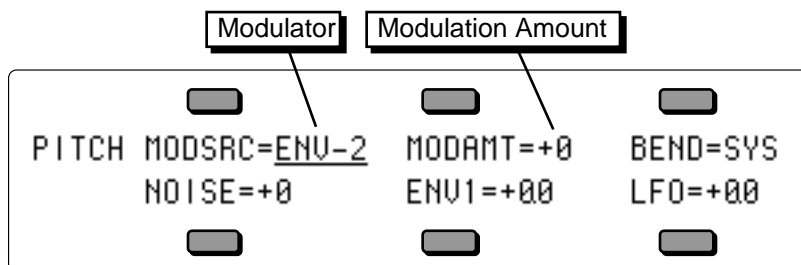 Modulator Modulation Amount
PITCH MODSRC=ENV-2 MODAMT=+0 BEND=SYS
NOISE=+0 ENV1=+00 LFO=+00